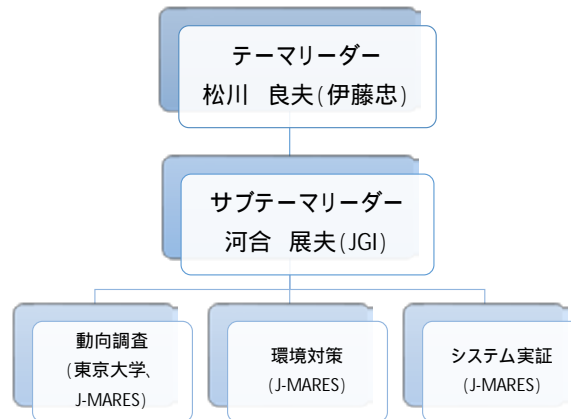 テーマリーダー
松川　良夫(伊藤忠)
サブテーマリーダー
河合　展夫(JGI)
動向調査
(東京大学、
J-MARES)
環境対策
(J-MARES)
システム実証
(J-MARES)